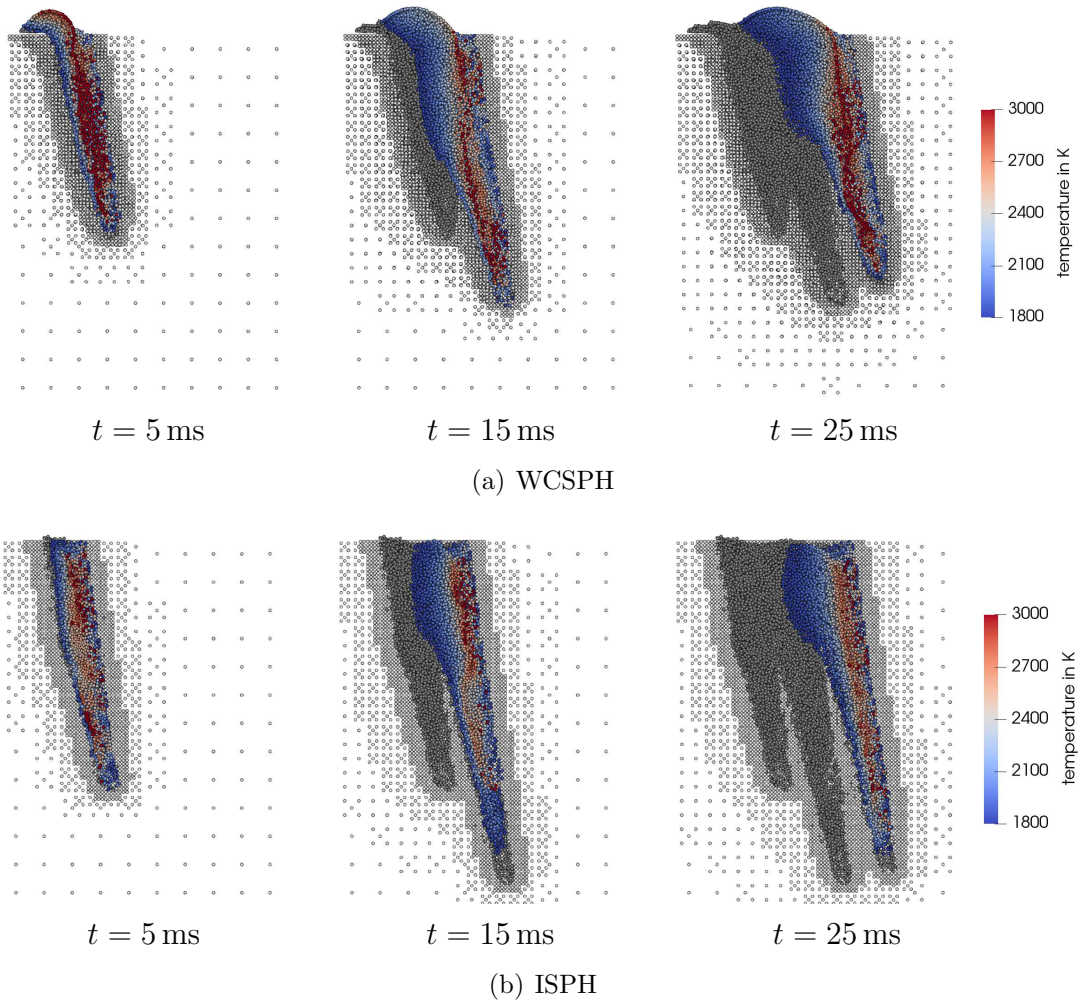 3000
2700
2400
2100
1800
temperature in K
t = 5 ms
t = 15 ms
t = 25 ms
(a) WCSPH
3000
2700
2400
2100
1800
temperature in K
t = 5 ms
t = 15 ms
t = 25 ms
(b) ISPH